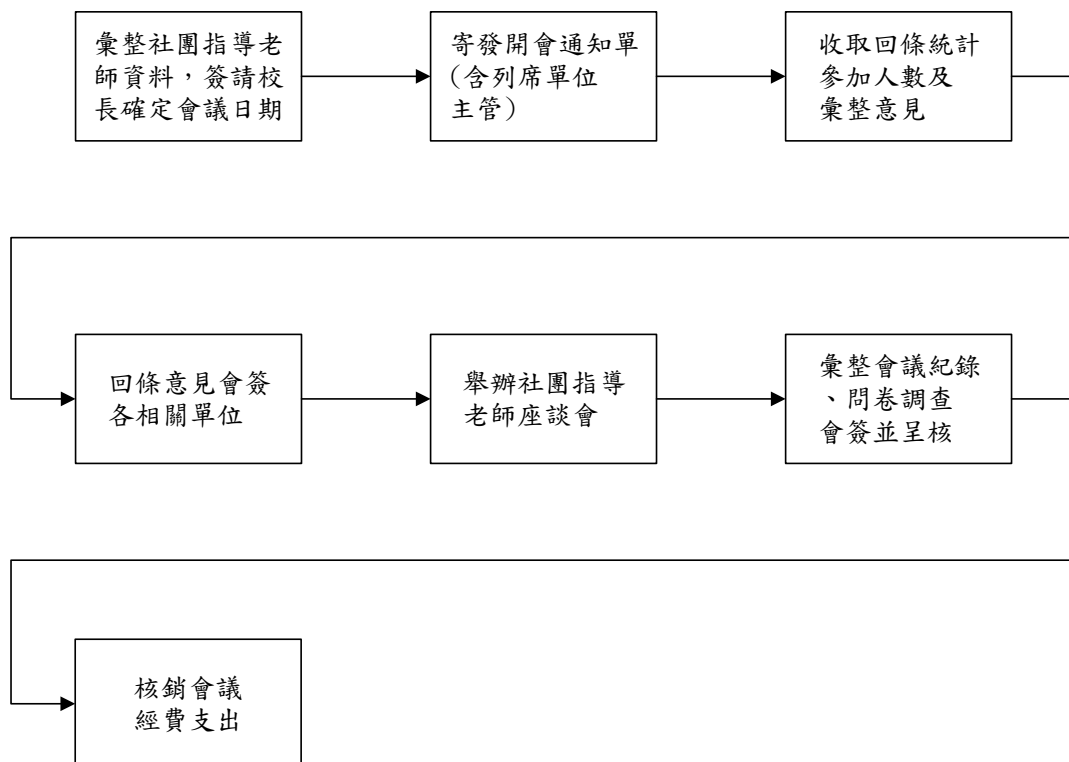 彙整社團指導老
師資料，簽請校
長確定會議日期
寄發開會通知單
(含列席單位
主管)
收取回條統計
參加人數及
彙整意見
回條意見會簽
各相關單位
舉辦社團指導
老師座談會
彙整會議紀錄
、問卷調查
會簽並呈核
核銷會議
經費支出